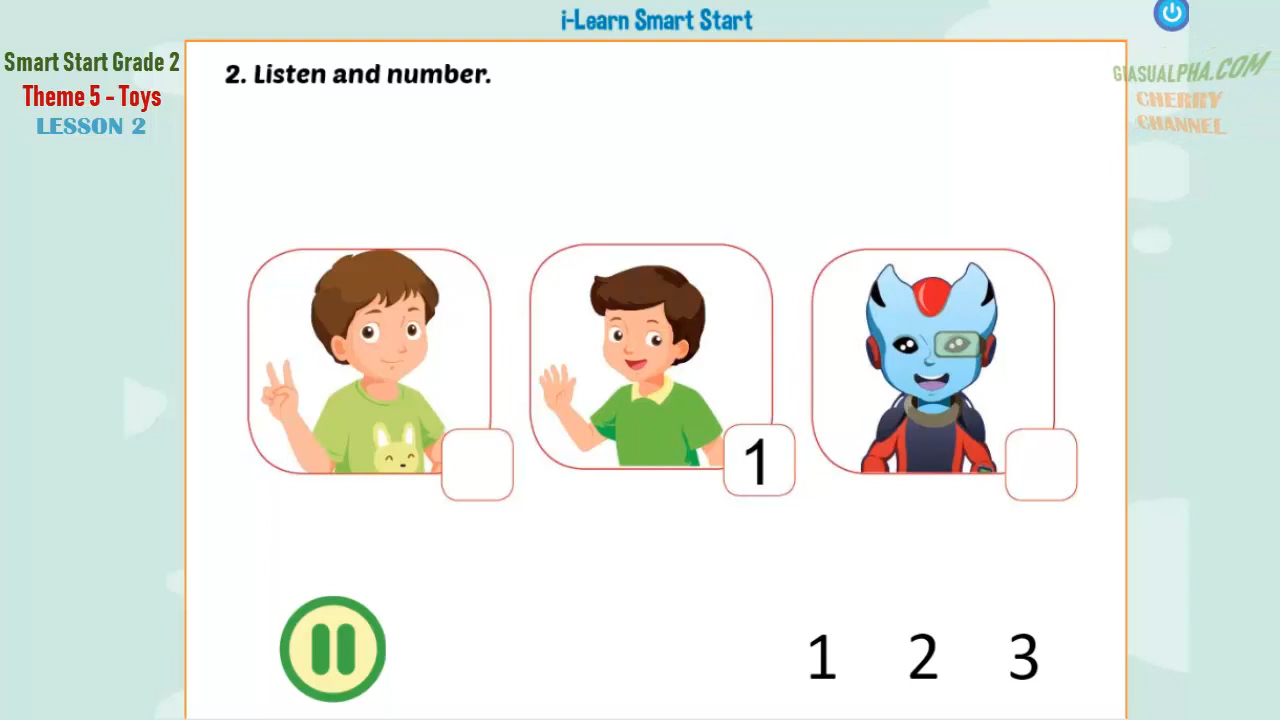 i-Learn Smart Start
Smart Start Grade 2
Theme 5 - Toys
LESSON 2
GIASUALPHA.COM
CHERRY
CHANNEL
2. Listen and number.
1
1 2 3